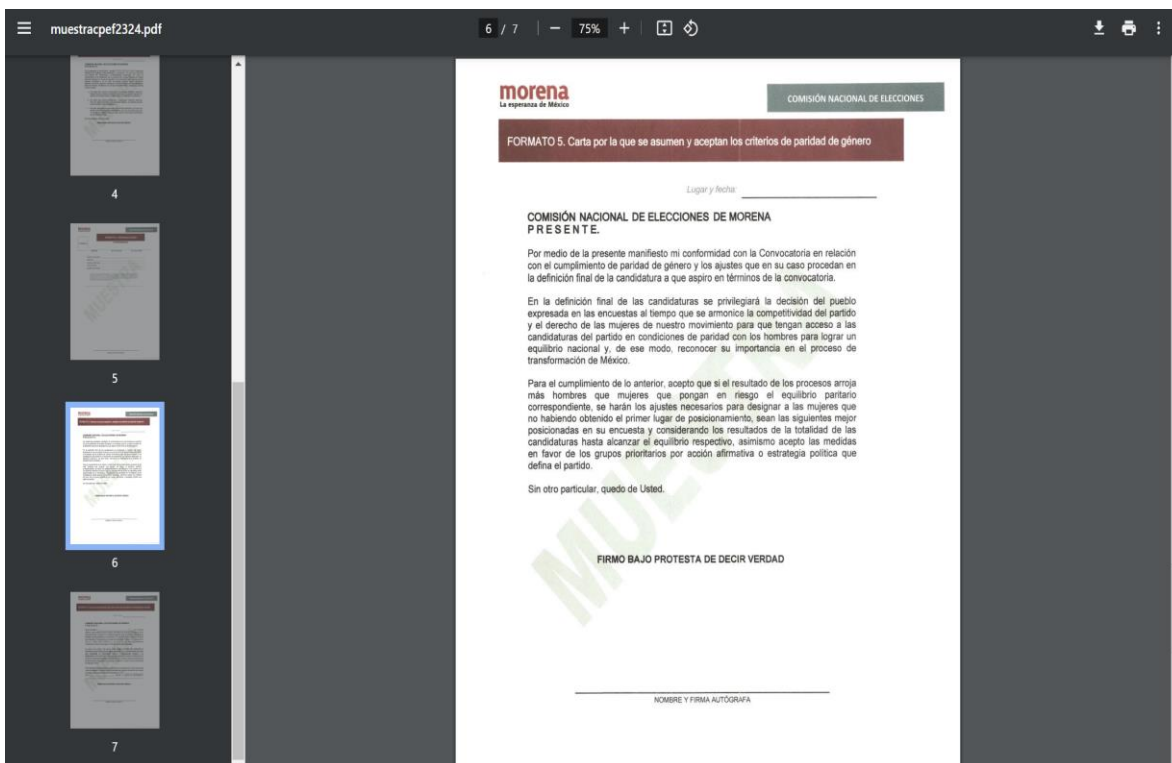 muestracpef2324.pdf
6 / 7
75%
4
5
6
7
morena
La esperanza de México
COMISIÓN NACIONAL DE ELECCIONES
FORMATO 5. Carta por la que se asumen y aceptan los criterios de paridad de género
Lugar y fecha:
COMISIÓN NACIONAL DE ELECCIONES DE MORENA
P R E S E N T E.
Por medio de la presente manifiesto mi conformidad con la Convocatoria en relación
con el cumplimiento de paridad de género y los ajustes que en su caso procedan en
la definición final de la candidatura a que aspiro en términos de la convocatoria.
En la definición final de las candidaturas se privilegiará la decisión del pueblo
expresada en las encuestas al tiempo que se armonice la competitividad del partido
y el derecho de las mujeres de nuestro movimiento para que tengan acceso a las
candidaturas del partido en condiciones de paridad con los hombres para lograr un
equilibrio nacional y, de ese modo, reconocer su importancia en el proceso de
transformación de México.
Para el cumplimiento de lo anterior, acepto que si el resultado de los procesos arroja
más hombres que mujeres que pongan en riesgo el equilibrio paritario
correspondiente, se harán los ajustes necesarios para designar a las mujeres que
no habiendo obtenido el primer lugar de posicionamiento, sean las siguientes mejor
posicionadas en su encuesta y considerando los resultados de la totalidad de las
candidaturas hasta alcanzar el equilibrio respectivo, asimismo acepto las medidas
en favor de los grupos prioritarios por acción afirmativa o estrategia política que
defina el partido.
Sin otro particular, quedo de Usted.
MUESTRA
FIRMO BAJO PROTESTA DE DECIR VERDAD
NOMBRE Y FIRMA AUTÓGRAFA